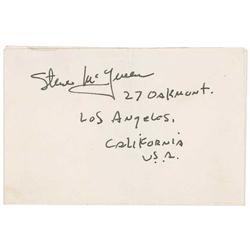 Steve McQueen
27 OAKMONT.
LOS ANGELES,
CALIFORNIA
U.S.A.